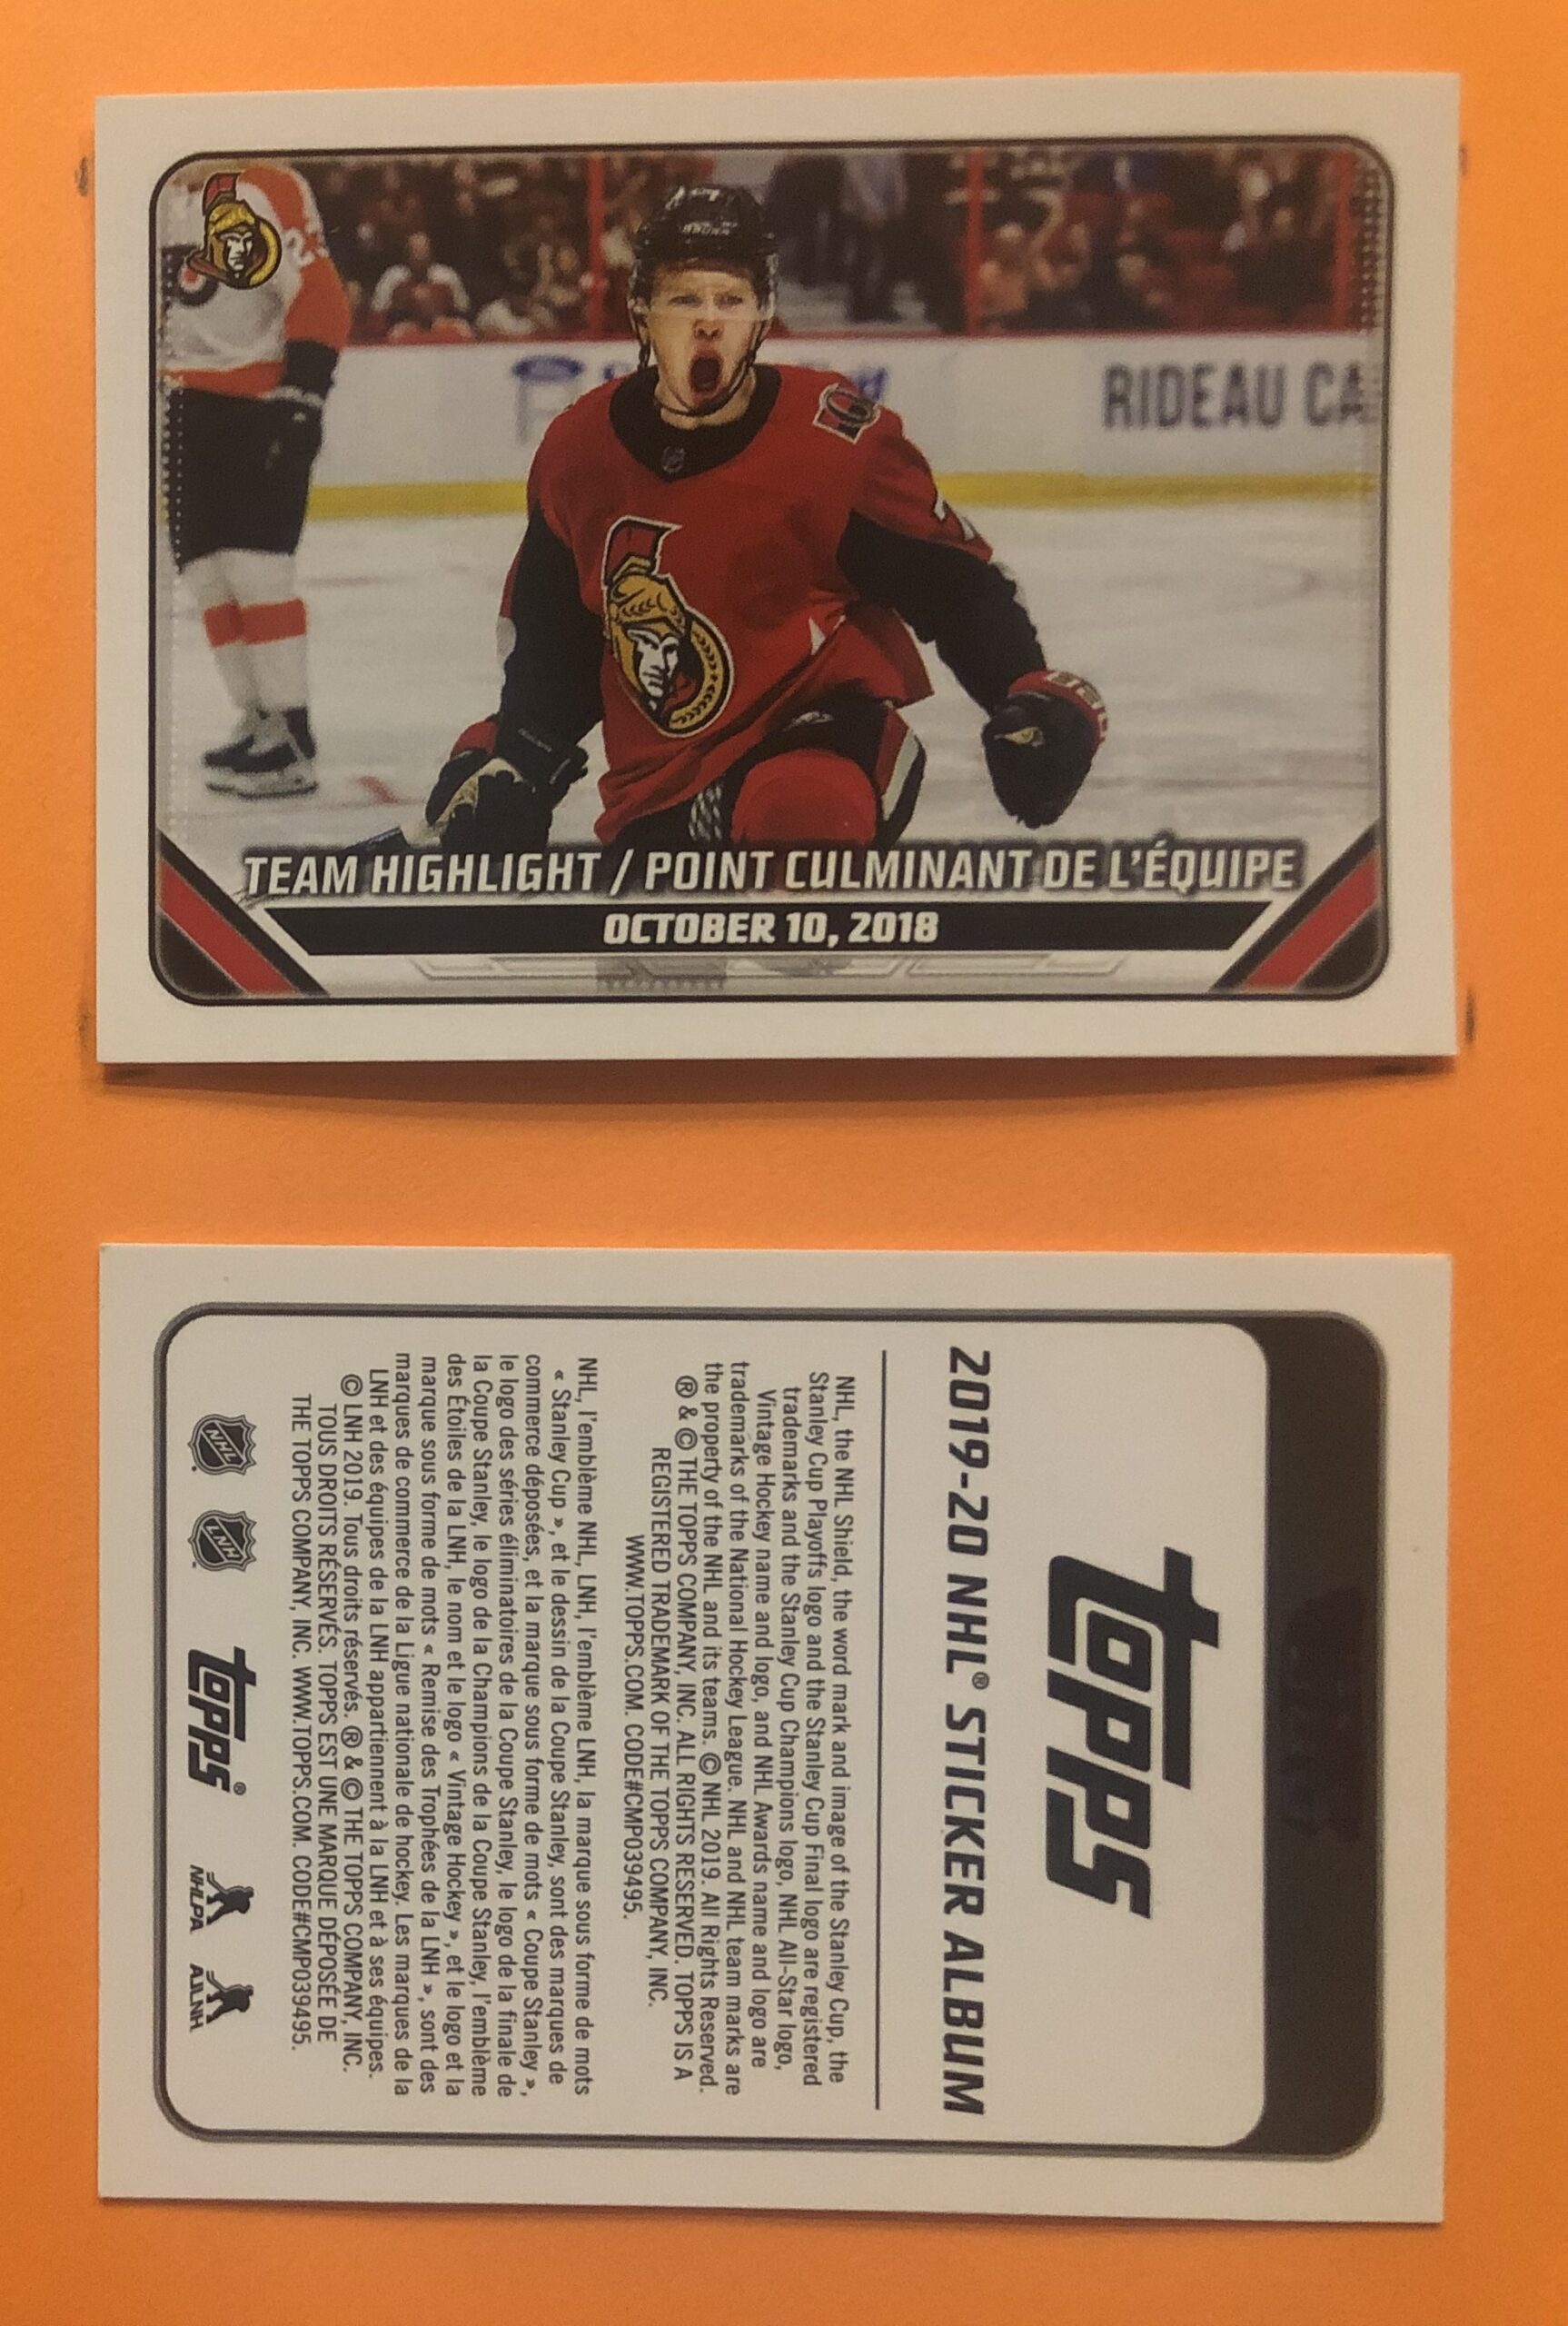 RIDEAU CA
TEAM HIGHLIGHT / POINT CULMINANT DE L'ÉQUIPE
OCTOBER 10, 2018
topps
2019-20 NHL® STICKER ALBUM
NHL, the NHL Shield, the word mark and image of the Stanley Cup, the
Stanley Cup Playoffs logo and the Stanley Cup Final logo are registered
trademarks and the Stanley Cup Champions logo, NHL All-Star logo,
Vintage Hockey name and logo, and NHL Awards name and logo are
trademarks of the National Hockey League. NHL and NHL team marks are
the property of the NHL and its teams. © NHL 2019. All Rights Reserved.
® & © THE TOPPS COMPANY, INC. ALL RIGHTS RESERVED. TOPPS IS A
REGISTERED TRADEMARK OF THE TOPPS COMPANY, INC.
WWW.TOPPS.COM. CODE#CMP039495.
NHL, l'emblème NHL, LNH, l'emblème LNH, la marque sous forme de mots
« Stanley Cup », et le dessin de la Coupe Stanley, sont des marques de
commerce déposées, et la marque sous forme de mots « Coupe Stanley »,
le logo des séries éliminatoires de la Coupe Stanley, le logo de la finale de
la Coupe Stanley, le logo de la Champions de la Coupe Stanley, l'emblème
des Étoiles de la LNH, le nom et le logo « Vintage Hockey », et le logo et la
marque sous forme de mots « Remise des Trophées de la LNH », sont des
marques de commerce de la Ligue nationale de hockey. Les marques de la
LNH et des équipes de la LNH appartiennent à la LNH et à ses équipes.
© LNH 2019. Tous droits réservés. ® & © THE TOPPS COMPANY, INC.
TOUS DROITS RÉSERVÉS. TOPPS EST UNE MARQUE DÉPOSÉE DE
THE TOPPS COMPANY, INC. WWW.TOPPS.COM. CODE#CMP039495.
NHL LNH topps® NHLPA AJLNH